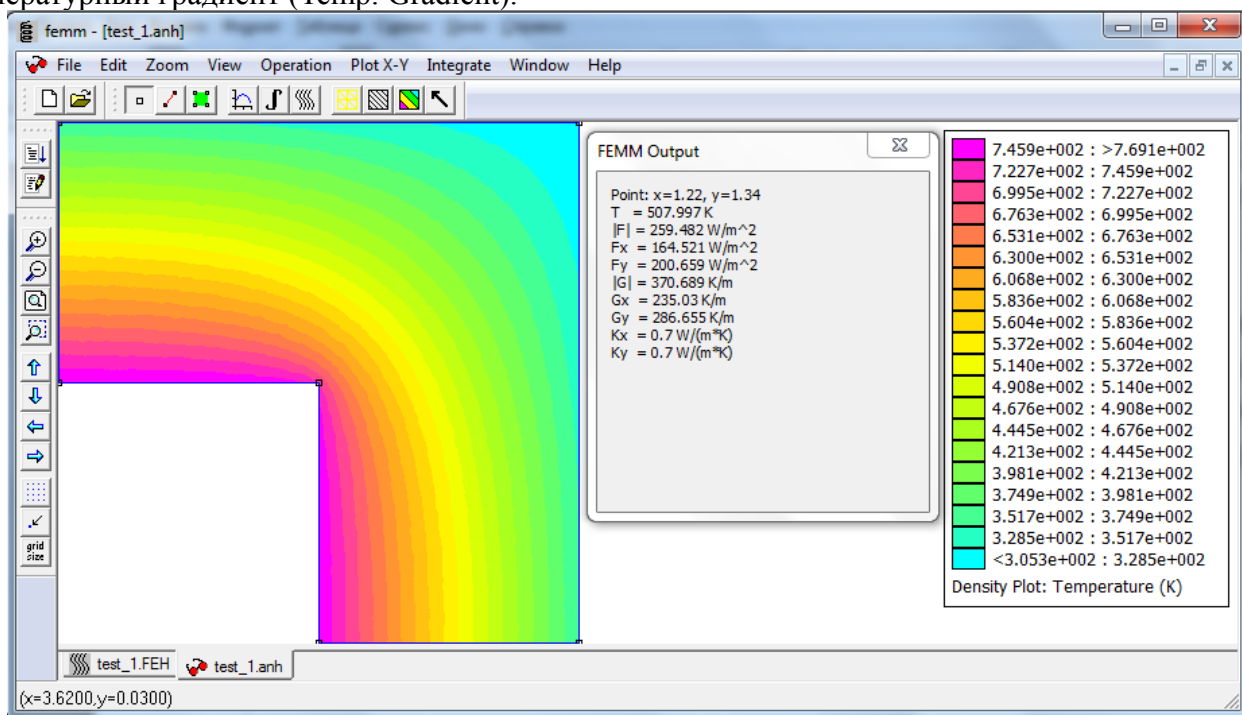 пературный градиент (Temp. Gradient).
femm - [test_1.anh]
File Edit Zoom View Operation Plot X-Y Integrate Window Help
FEMM Output
Point: x=1.22, y=1.34
T = 507.997 K
|F| = 259.482 W/m^2
Fx = 164.521 W/m^2
Fy = 200.659 W/m^2
|G| = 370.689 K/m
Gx = 235.03 K/m
Gy = 286.655 K/m
Kx = 0.7 W/(m*K)
Ky = 0.7 W/(m*K)
7.459e+002 : >7.691e+002
7.227e+002 : 7.459e+002
6.995e+002 : 7.227e+002
6.763e+002 : 6.995e+002
6.531e+002 : 6.763e+002
6.300e+002 : 6.531e+002
6.068e+002 : 6.300e+002
5.836e+002 : 6.068e+002
5.604e+002 : 5.836e+002
5.372e+002 : 5.604e+002
5.140e+002 : 5.372e+002
4.908e+002 : 5.140e+002
4.676e+002 : 4.908e+002
4.445e+002 : 4.676e+002
4.213e+002 : 4.445e+002
3.981e+002 : 4.213e+002
3.749e+002 : 3.981e+002
3.517e+002 : 3.749e+002
3.285e+002 : 3.517e+002
<3.053e+002 : 3.285e+002
Density Plot: Temperature (K)
grid
size
test_1.FEH
test_1.anh
(x=3.6200,y=0.0300)